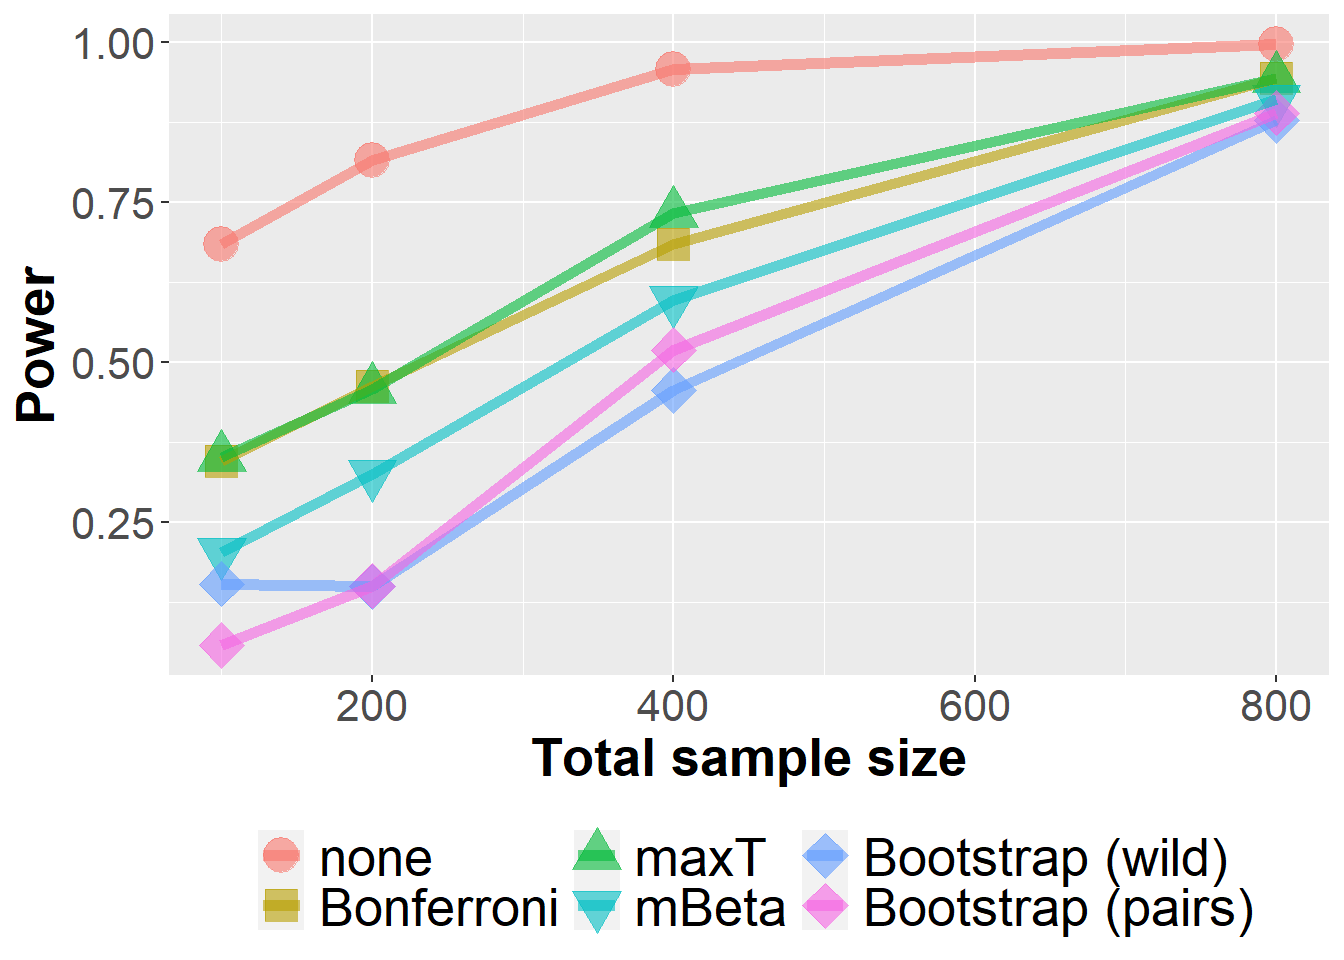 1.00
0.75
0.50
0.25
Power
200 400 600 800
Total sample size
none maxT Bootstrap (wild)
Bonferroni mBeta Bootstrap (pairs)